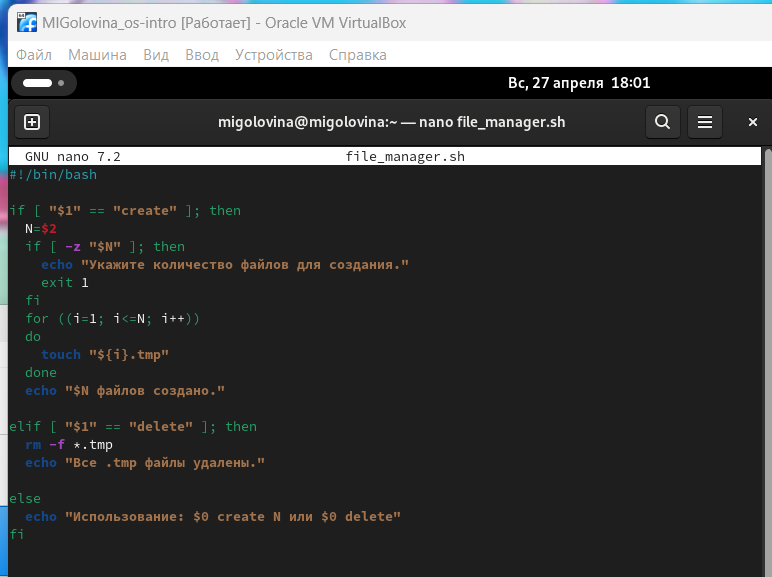 MIGolovina_os-intro [Работает] - Oracle VM VirtualBox
Файл Машина Вид Ввод Устройства Справка
Вс, 27 апреля 18:01
migolovina@migolovina:~ — nano file_manager.sh
GNU nano 7.2 file_manager.sh
#!/bin/bash
if [ "$1" == "create" ]; then
N=$2
if [ -z "$N" ]; then
echo "Укажите количество файлов для создания."
exit 1
fi
for ((i=1; i<=N; i++))
do
touch "${i}.tmp"
done
echo "$N файлов создано."
elif [ "$1" == "delete" ]; then
rm -f *.tmp
echo "Все .tmp файлы удалены."
else
echo "Использование: $0 create N или $0 delete"
fi